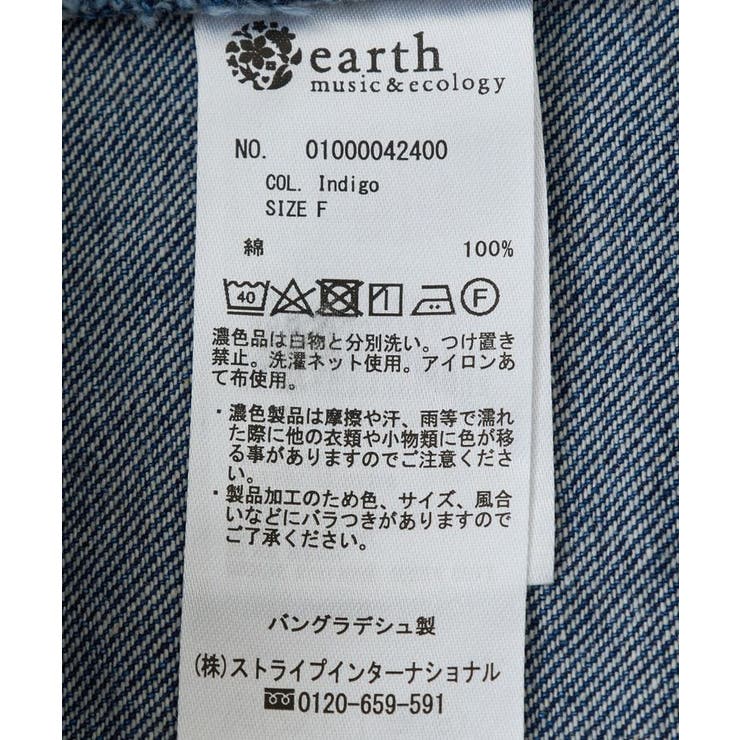 earth
music&ecology
NO. 01000042400
COL. Indigo
SIZE F
綿 100%
40 F
濃色品は白物と分別洗い。つけ置き
禁止。洗濯ネット使用。アイロンあ
て布使用。
・濃色製品は摩擦や汗、雨等で濡れ
た際に他の衣類や小物類に色が移
る事がありますのでご注意くださ
い。
・製品加工のため色、サイズ、風合
いなどにバラつきがありますので
ご了承ください。
バングラデシュ製
(株)ストライプインターナショナル
0120-659-591